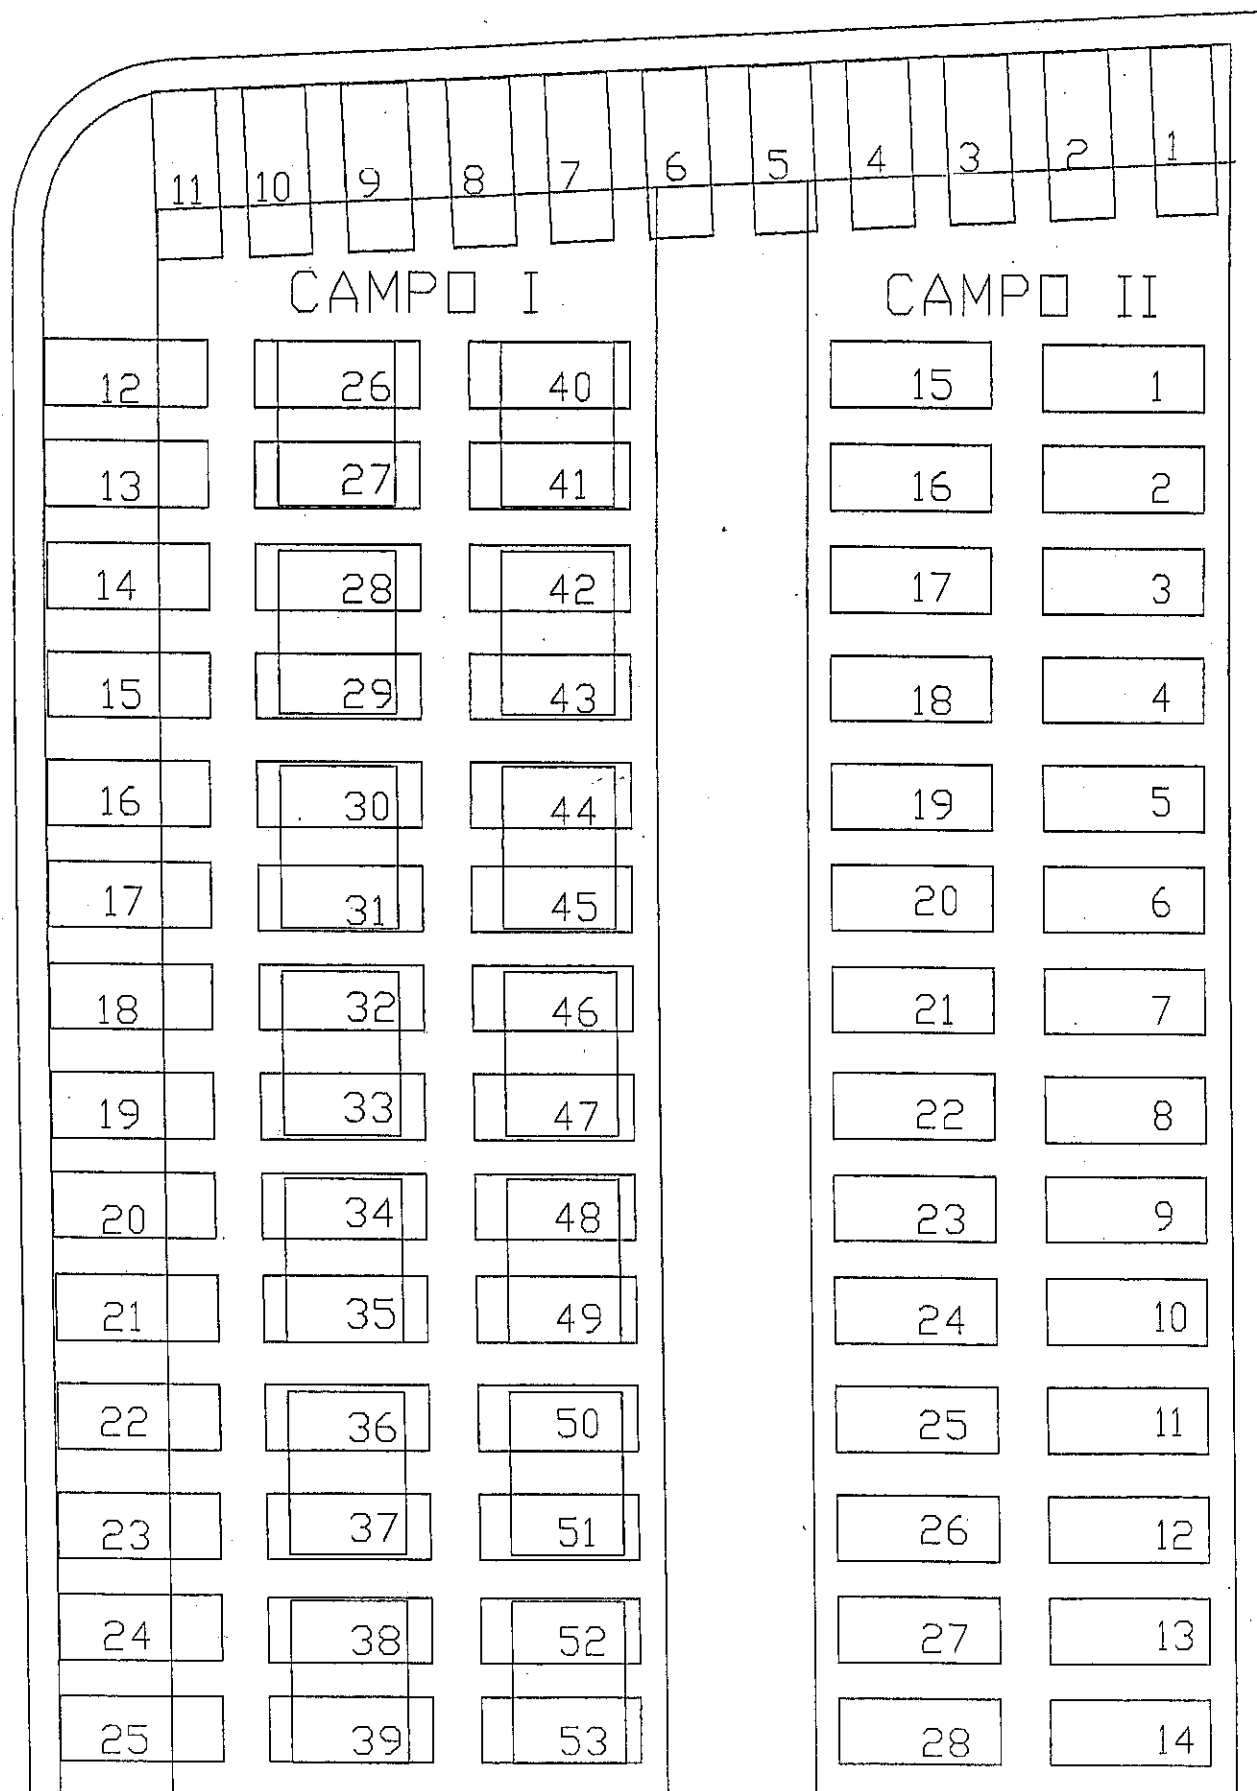 11 10 9 8 7 6 5 4 3 2 1
CAMPO I CAMPO II
12 26 40 15 1
13 27 41 16 2
14 28 42 17 3
15 29 43 18 4
16 30 44 19 5
17 31 45 20 6
18 32 46 21 7
19 33 47 22 8
20 34 48 23 9
21 35 49 24 10
22 36 50 25 11
23 37 51 26 12
24 38 52 27 13
25 39 53 28 14